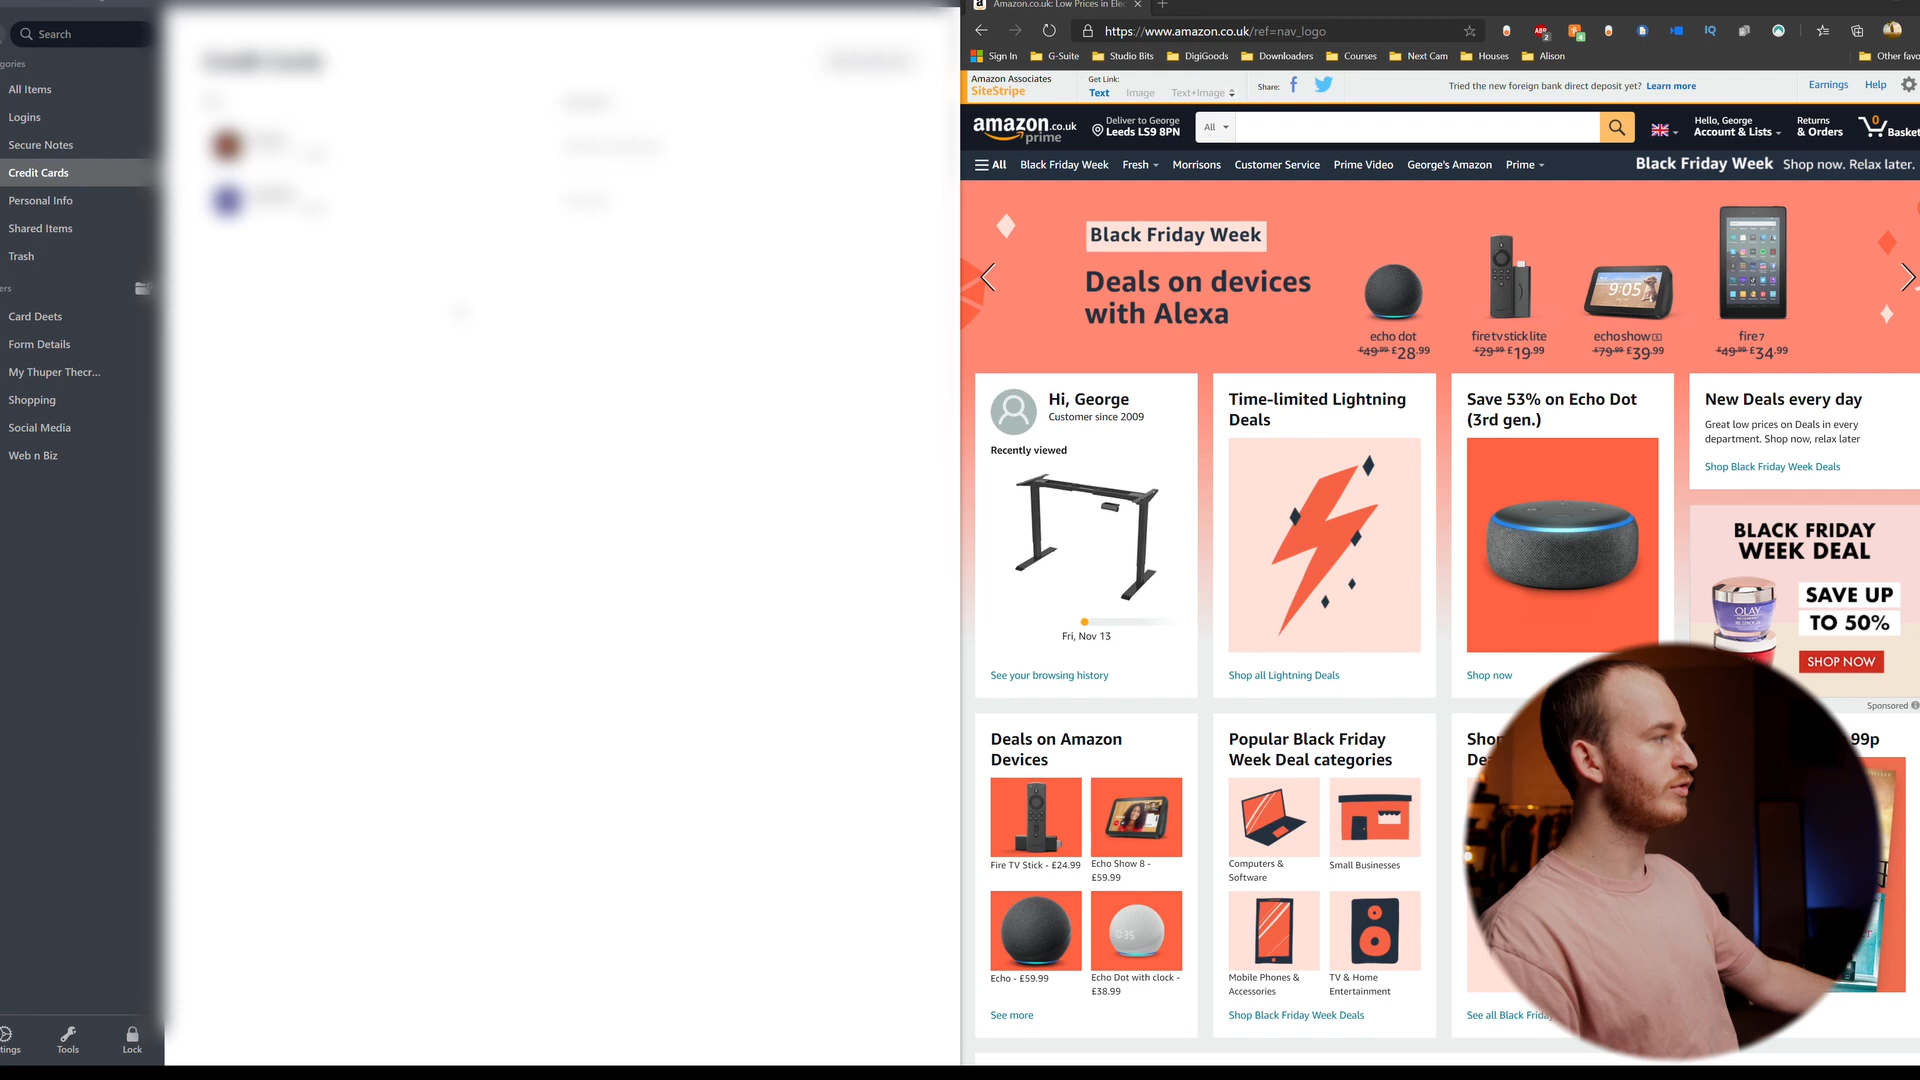 Search
gories
All Items
Logins
Secure Notes
Credit Cards
Personal Info
Shared Items
Trash
ers
Card Deets
Form Details
My Thuper Thecr...
Shopping
Social Media
Web n Biz
tings
Tools
Lock
Amazon.co.uk: Low Prices in Elec
https://www.amazon.co.uk/ref=nav_logo
Sign In
G-Suite
Studio Bits
DigiGoods
Downloaders
Courses
Next Cam
Houses
Alison
Other favo
Amazon Associates
SiteStripe
Get Link:
Text
Image
Text+Image
Share:
Tried the new foreign bank direct deposit yet? Learn more
Earnings
Help
amazon.co.uk
prime
Deliver to George
Leeds LS9 8PN
All
Hello, George
Account & Lists
Returns
& Orders
0
Basket
All
Black Friday Week
Fresh
Morrisons
Customer Service
Prime Video
George's Amazon
Prime
Black Friday Week Shop now. Relax later.
Black Friday Week
Deals on devices
with Alexa
9:05
echo dot
£49.99 £28.99
fire tv stick lite
£29.99 £19.99
echo show 5
£79.99 £39.99
fire 7
£49.99 £34.99
Hi, George
Customer since 2009
Recently viewed
Fri, Nov 13
See your browsing history
Time-limited Lightning
Deals
Shop all Lightning Deals
Save 53% on Echo Dot
(3rd gen.)
Shop now
New Deals every day
Great low prices on Deals in every
department. Shop now, relax later
Shop Black Friday Week Deals
BLACK FRIDAY
WEEK DEAL
OLAY
SAVE UP
TO 50%
SHOP NOW
Sponsored
Deals on Amazon
Devices
Fire TV Stick - £24.99
Echo Show 8 -
£59.99
Echo - £59.99
Echo Dot with clock -
£38.99
See more
Popular Black Friday
Week Deal categories
Computers &
Software
Small Businesses
Mobile Phones &
Accessories
TV & Home
Entertainment
Shop Black Friday Week Deals
Shop
De
99p
See all Black Frida